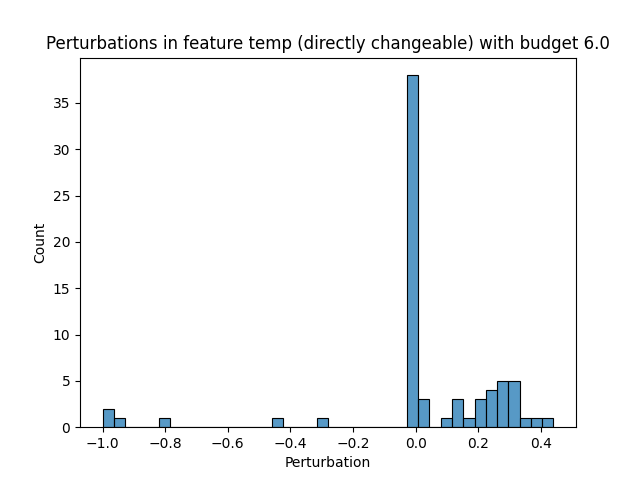 Perturbations in feature temp (directly changeable) with budget 6.0
35
30
25
20
15
10
5
0
Count
−1.0 −0.8 −0.6 −0.4 −0.2 0.0 0.2 0.4
Perturbation